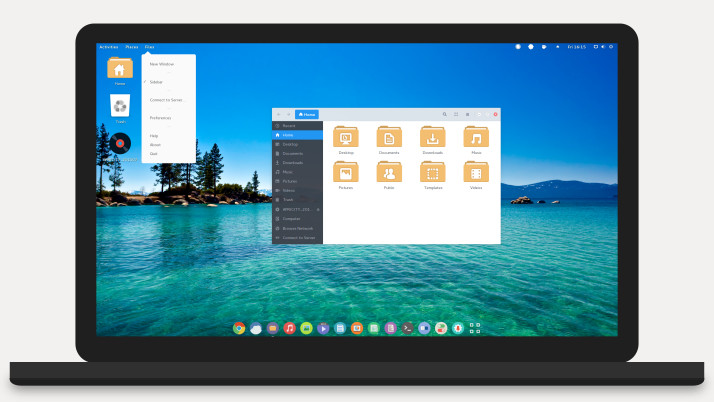 Activities Places Files
Fri 16:15
Home
Trash
New Window
Sidebar
Connect to Server...
Preferences
Help
About
Quit
Home
Recent
Home
Desktop
Documents
Downloads
Music
Pictures
Videos
Trash
Computer
Browse Network
Connect to Server
Desktop
Documents
Downloads
Music
Pictures
Public
Templates
Videos